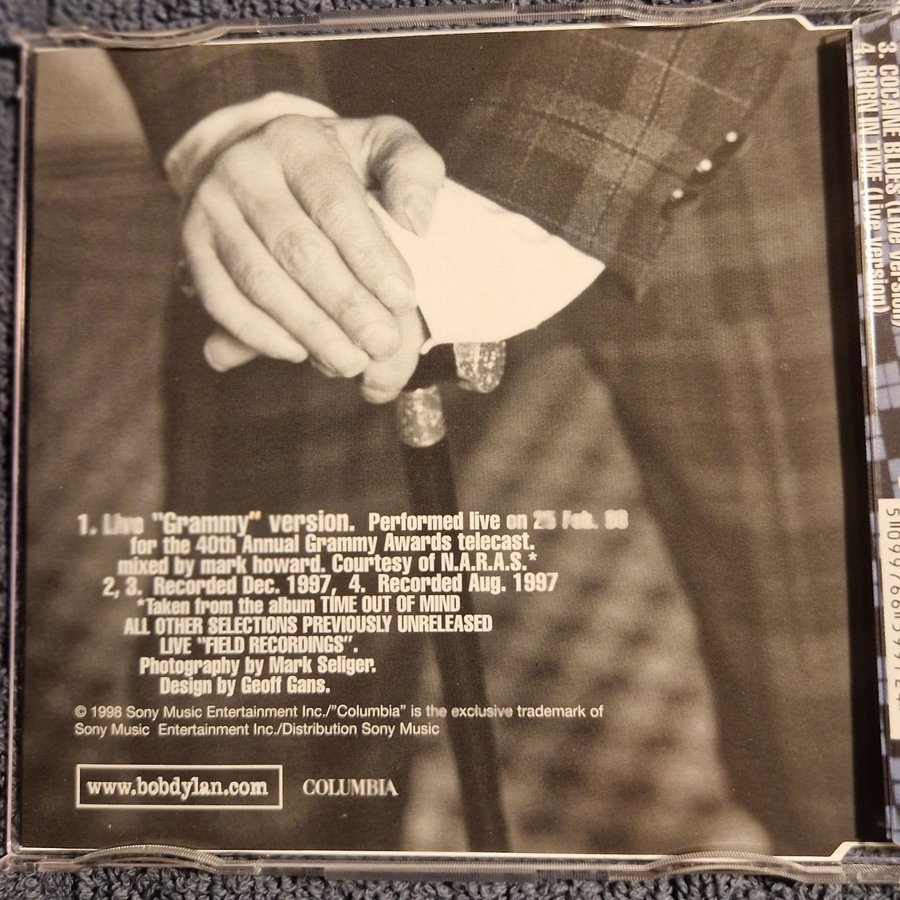 1. Live "Grammy" version. Performed live on 25 Feb. 98
for the 40th Annual Grammy Awards telecast.
mixed by mark howard. Courtesy of N.A.R.A.S.*
2, 3. Recorded Dec. 1997, 4. Recorded Aug. 1997
*Taken from the album TIME OUT OF MIND
ALL OTHER SELECTIONS PREVIOUSLY UNRELEASED
LIVE "FIELD RECORDINGS".
Photography by Mark Seliger.
Design by Geoff Gans.
© 1998 Sony Music Entertainment Inc./"Columbia" is the exclusive trademark of
Sony Music Entertainment Inc./Distribution Sony Music
www.bobdylan.com
COLUMBIA
3. COCAINE BLUES (Live version)
4. BORN IN TIME (Live version)